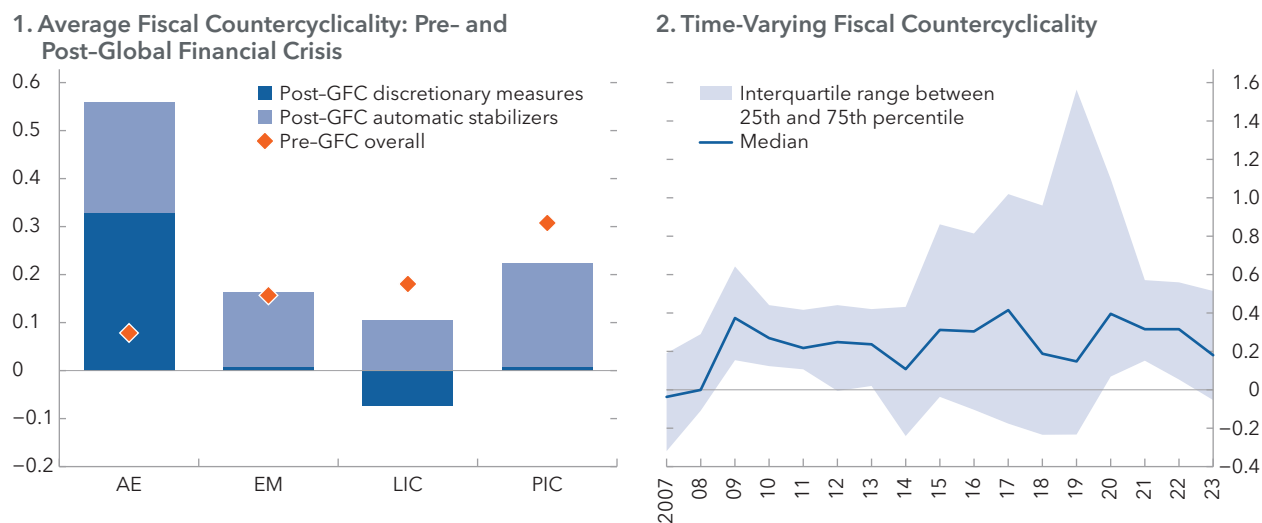 1. Average Fiscal Countercyclicality: Pre– and
Post–Global Financial Crisis
0.6
0.5
0.4
0.3
0.2
0.1
0
–0.1
–0.2
Post–GFC discretionary measures
Post–GFC automatic stabilizers
Pre–GFC overall
AE
EM
LIC
PIC
2. Time-Varying Fiscal Countercyclicality
Interquartile range between
25th and 75th percentile
Median
1.6
1.4
1.2
1.0
0.8
0.6
0.4
0.2
0
–0.2
–0.4
2007
08
09
10
11
12
13
14
15
16
17
18
19
20
21
22
23